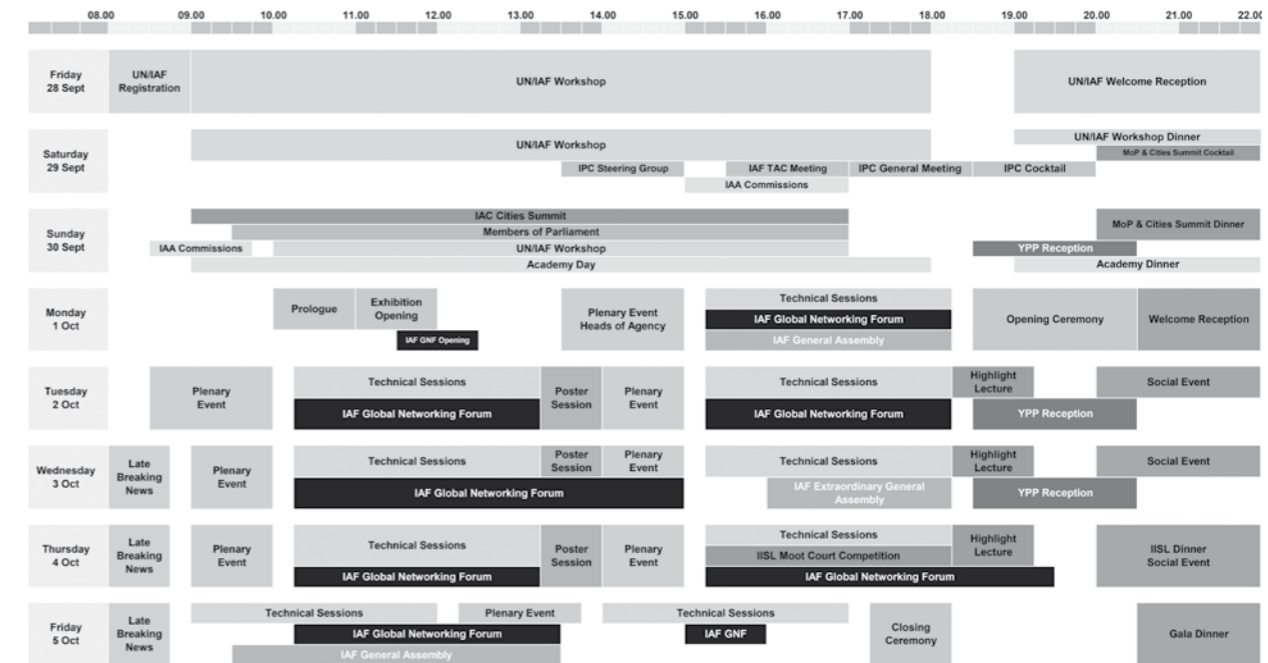 08.00 09.00 10.00 11.00 12.00 13.00 14.00 15.00 16.00 17.00 18.00 19.00 20.00 21.00 22.00
Friday
28 Sept
UN/IAF
Registration
UN/IAF Workshop
UN/IAF Welcome Reception
Saturday
29 Sept
UN/IAF Workshop
UN/IAF Workshop Dinner
MoP & Cities Summit Cocktail
IPC Steering Group
IAF TAC Meeting
IPC General Meeting
IPC Cocktail
IAA Commissions
Sunday
30 Sept
IAC Cities Summit
Members of Parliament
MoP & Cities Summit Dinner
IAA Commissions
UN/IAF Workshop
YPP Reception
Academy Day
Academy Dinner
Monday
1 Oct
Prologue
Exhibition
Opening
IAF GNF Opening
Plenary Event
Heads of Agency
Technical Sessions
IAF Global Networking Forum
IAF General Assembly
Opening Ceremony
Welcome Reception
Tuesday
2 Oct
Plenary
Event
Technical Sessions
IAF Global Networking Forum
Poster
Session
Plenary
Event
Technical Sessions
IAF Global Networking Forum
Highlight
Lecture
YPP Reception
Social Event
Wednesday
3 Oct
Late
Breaking
News
Plenary
Event
Technical Sessions
Poster
Session
Plenary
Event
IAF Global Networking Forum
Technical Sessions
IAF Extraordinary General
Assembly
Highlight
Lecture
YPP Reception
Social Event
Thursday
4 Oct
Late
Breaking
News
Plenary
Event
Technical Sessions
IAF Global Networking Forum
Poster
Session
Plenary
Event
Technical Sessions
IISL Moot Court Competition
IAF Global Networking Forum
Highlight
Lecture
IISL Dinner
Social Event
Friday
5 Oct
Late
Breaking
News
Technical Sessions
Plenary Event
IAF Global Networking Forum
IAF General Assembly
Technical Sessions
IAF GNF
Closing
Ceremony
Gala Dinner